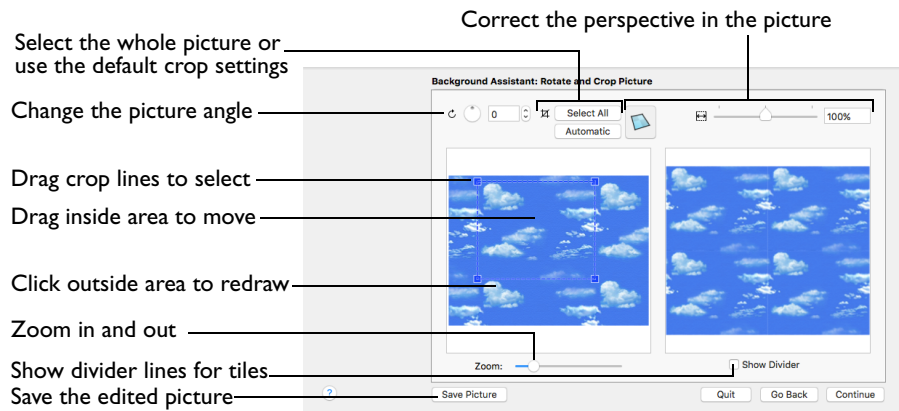 Correct the perspective in the picture
Select the whole picture or
use the default crop settings
Background Assistant: Rotate and Crop Picture
Change the picture angle
0
Select All
Automatic
100%
Drag crop lines to select
Drag inside area to move
Click outside area to redraw
Zoom in and out
Zoom:
Show Divider
Show divider lines for tiles
Save the edited picture
?
Save Picture
Quit
Go Back
Continue